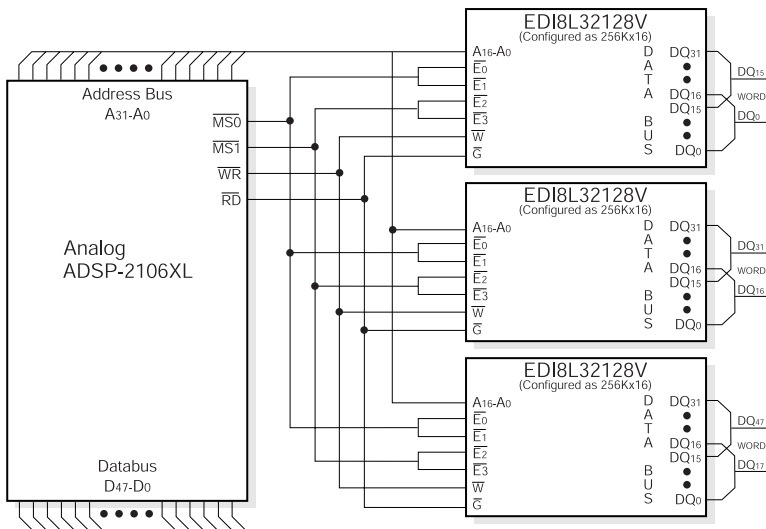 Address Bus
A31-A0
MS0
MS1
WR
RD
Analog
ADSP-2106XL
Databus
D47-D0
EDI8L32128V
(Configured as 256Kx16)
A16-A0
E0
E1
E2
E3
W
G
D
A
T
A
B
U
S
DQ31
DQ16
DQ15
DQ0
DQ15
WORD
DQ0
EDI8L32128V
(Configured as 256Kx16)
A16-A0
E0
E1
E2
E3
W
G
D
A
T
A
B
U
S
DQ31
DQ16
DQ15
DQ0
DQ31
WORD
DQ16
EDI8L32128V
(Configured as 256Kx16)
A16-A0
E0
E1
E2
E3
W
G
D
A
T
A
B
U
S
DQ31
DQ16
DQ15
DQ0
DQ47
WORD
DQ17